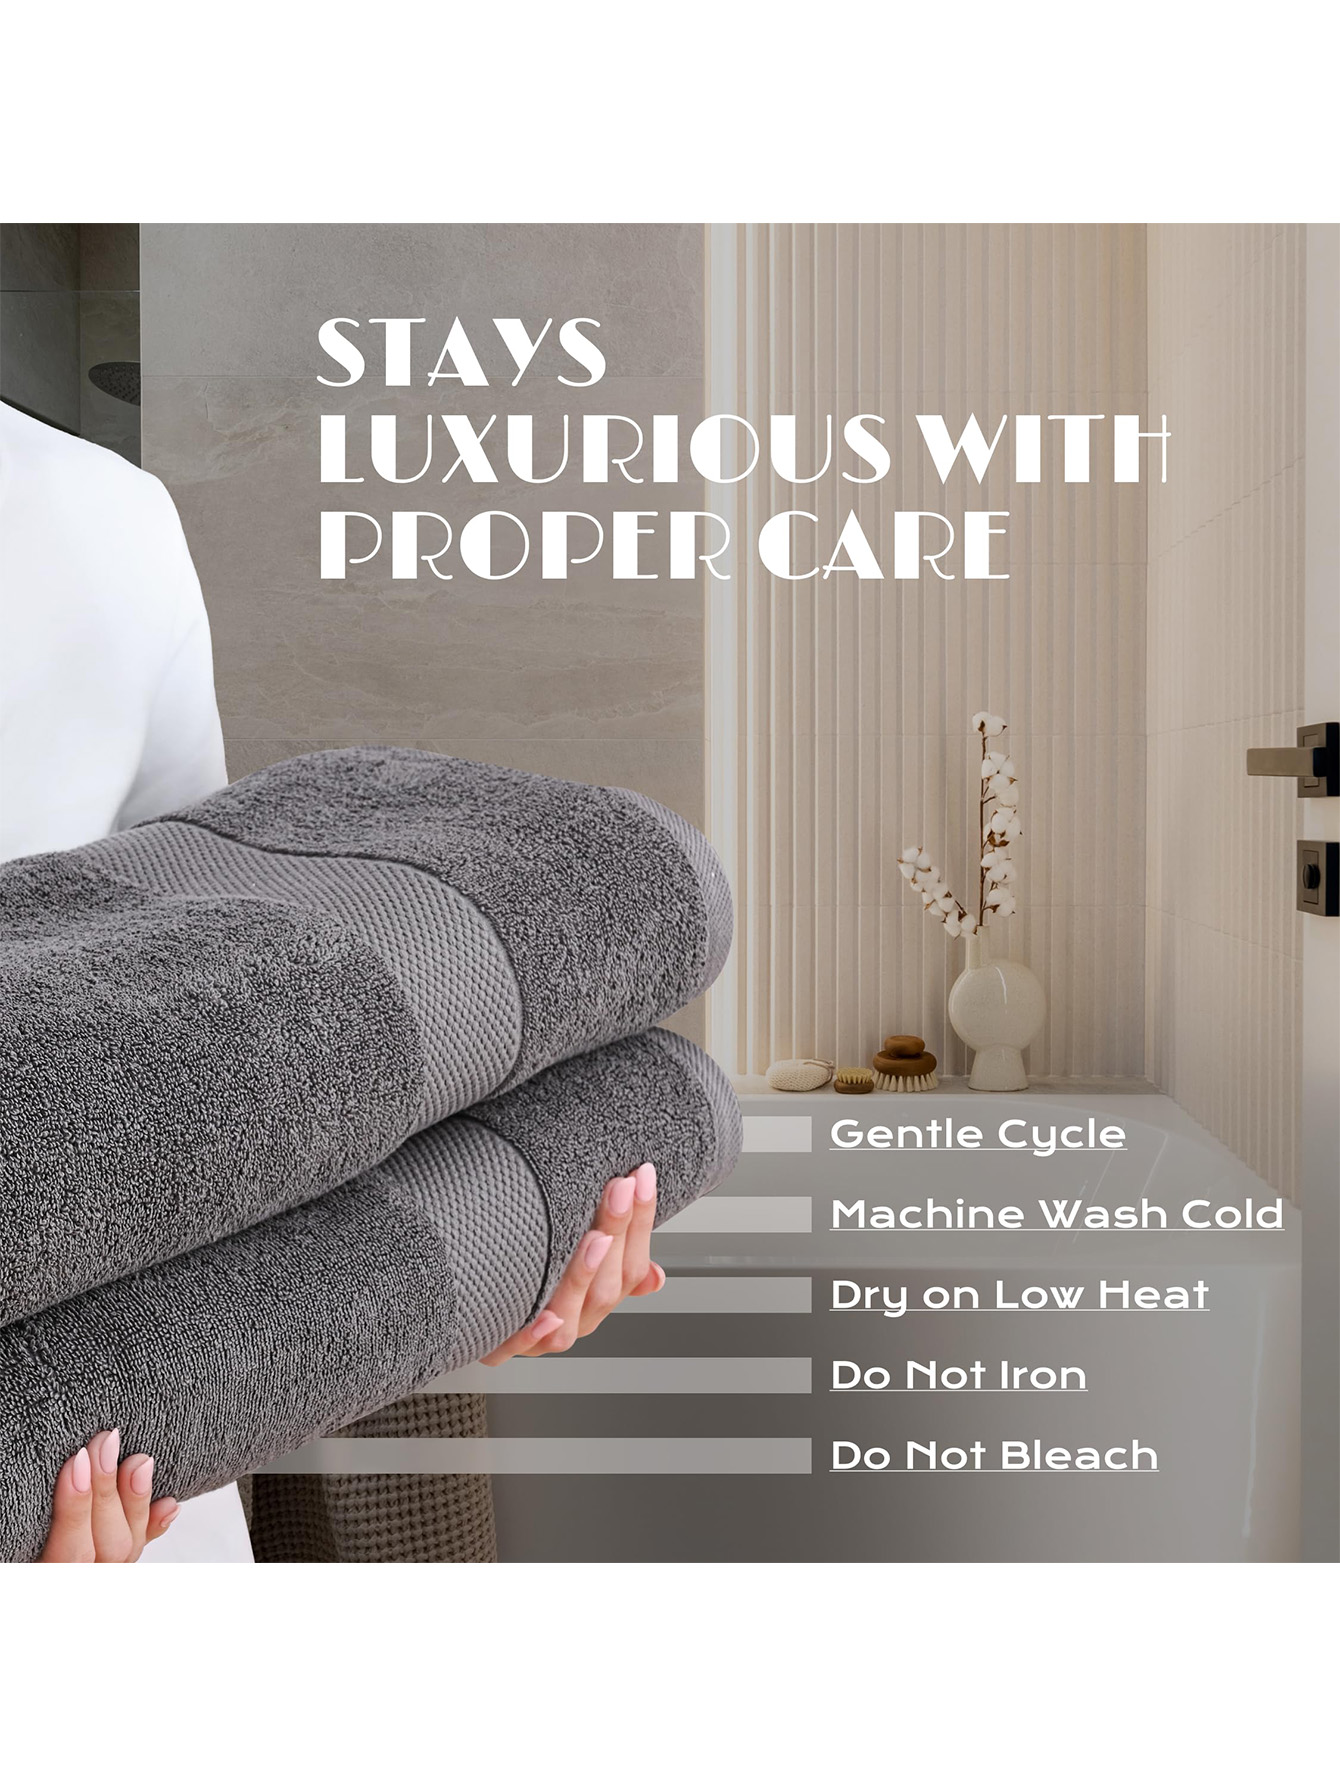 STAYS
LUXURIOUS WITH
PROPER CARE
Gentle Cycle
Machine Wash Cold
Dry on Low Heat
Do Not Iron
Do Not Bleach